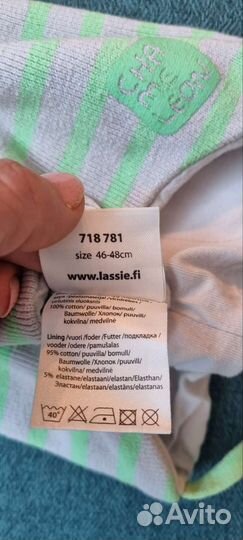 718 781
size 46-48cm
www.lassie.fi
100% cotton/ puuvilla/ bomull/
Baumwolle/ Хлопок /puuvill/
kokvilna/ medvilnė
Lining /vuori /foder /Futter /подкладка /
vooder /odere /pamušalas
95% cotton/ puuvilla/ bomull/
Baumwolle/ Хлопок/ puuvill/
kokvilna/ medvilnė
5% elastane/elastaani/elastan/Elasthan/
Эластан/elastaan/elastāns/elastanas
40°
Avito